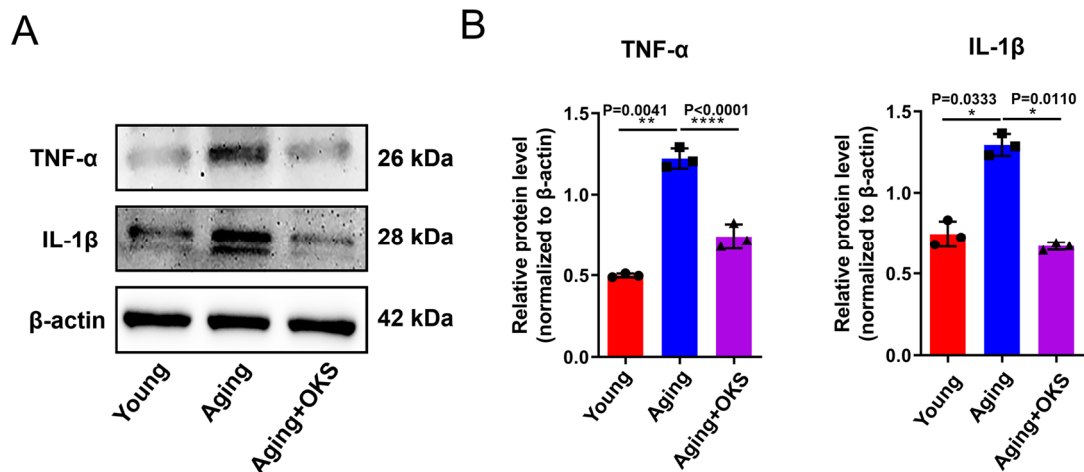 A
TNF-α
26 kDa
IL-1β
28 kDa
β-actin
42 kDa
Young
Aging
Aging+OKS
B
TNF-α
P=0.0041 P<0.0001
** ****
Relative protein level
(normalized to β-actin)
1.5
1.0
0.5
0.0
Young
Aging
Aging+OKS
IL-1β
P=0.0333 P=0.0110
* *
Relative protein level
(normalized to β-actin)
1.5
1.0
0.5
0.0
Young
Aging
Aging+OKS